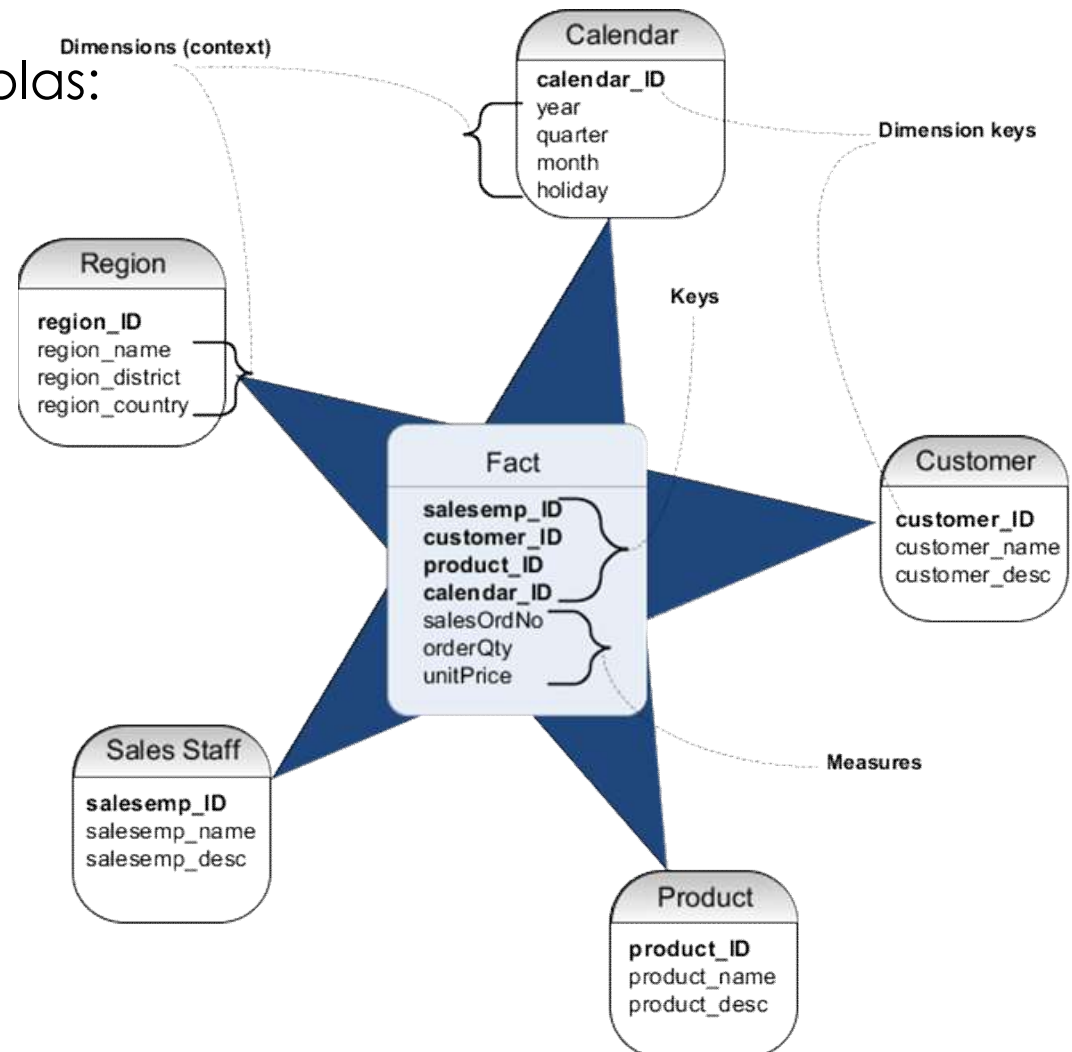 Dimensions (context)
olas:
Calendar
calendar_ID
year
quarter
month
holiday
Dimension keys
Region
region_ID
region_name
region_district
region_country
Keys
Fact
salesemp_ID
customer_ID
product_ID
calendar_ID
salesOrdNo
orderQty
unitPrice
Customer
customer_ID
customer_name
customer_desc
Sales Staff
salesemp_ID
salesemp_name
salesemp_desc
Measures
Product
product_ID
product_name
product_desc